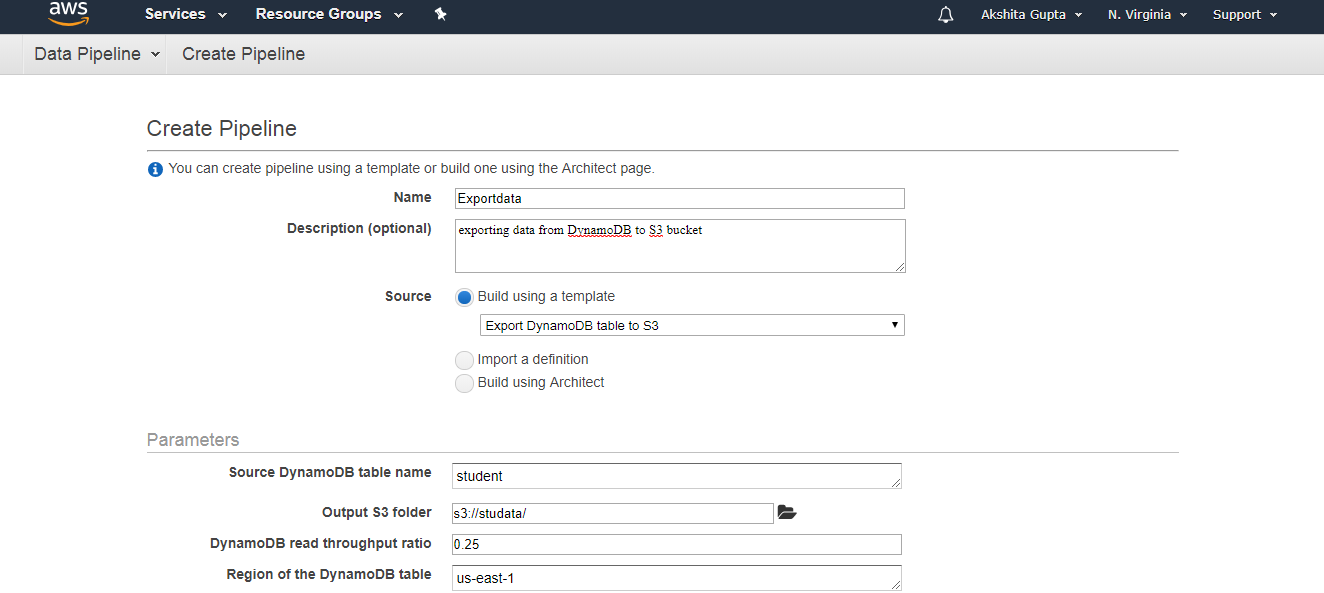 aws Services Resource Groups Akshita Gupta N. Virginia Support
Data Pipeline Create Pipeline
Create Pipeline
You can create pipeline using a template or build one using the Architect page.
Name Exportdata
Description (optional) exporting data from DynamoDB to S3 bucket
Source Build using a template
Export DynamoDB table to S3
Import a definition
Build using Architect
Parameters
Source DynamoDB table name student
Output S3 folder s3://studata/
DynamoDB read throughput ratio 0.25
Region of the DynamoDB table us-east-1